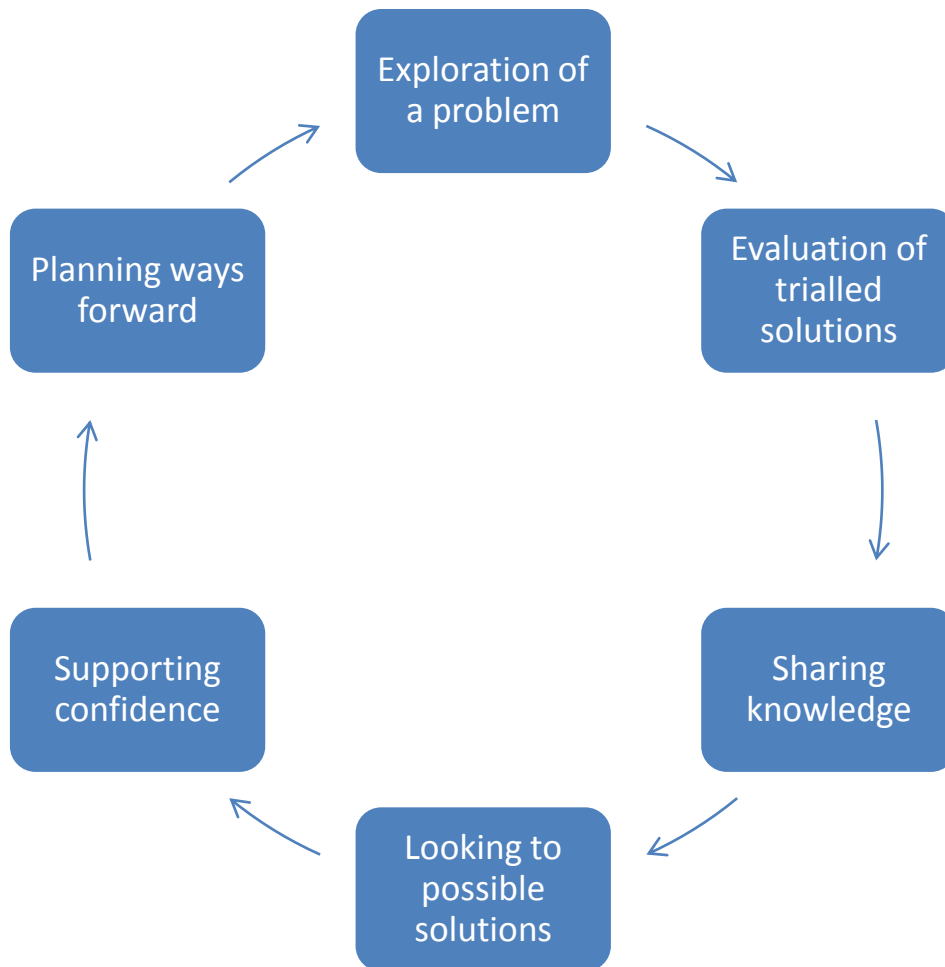 Exploration of
a problem
Evaluation of
trialled
solutions
Sharing
knowledge
Looking to
possible
solutions
Supporting
confidence
Planning ways
forward